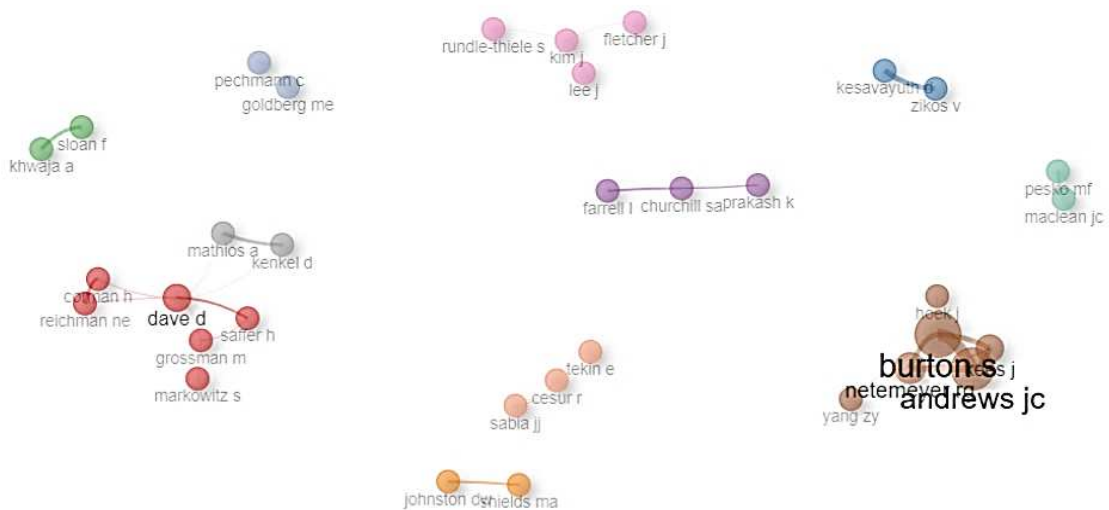 fletcher j
rundle-thiele s
kim j
pechmann c
lee j
kesavayuth d
goldberg me
zikos v
sloan f
khwaja a
pesko mf
farrell l
churchill sa
prakash k
maclean jc
mathios a
kenkel d
corman h
reichman ne
dave d
saffer h
hoek j
grossman m
tekin e
burton s
kees j
markowitz s
cesur r
netemeyer rg
andrews jc
sabia jj
yang zy
johnston dw
shields ma